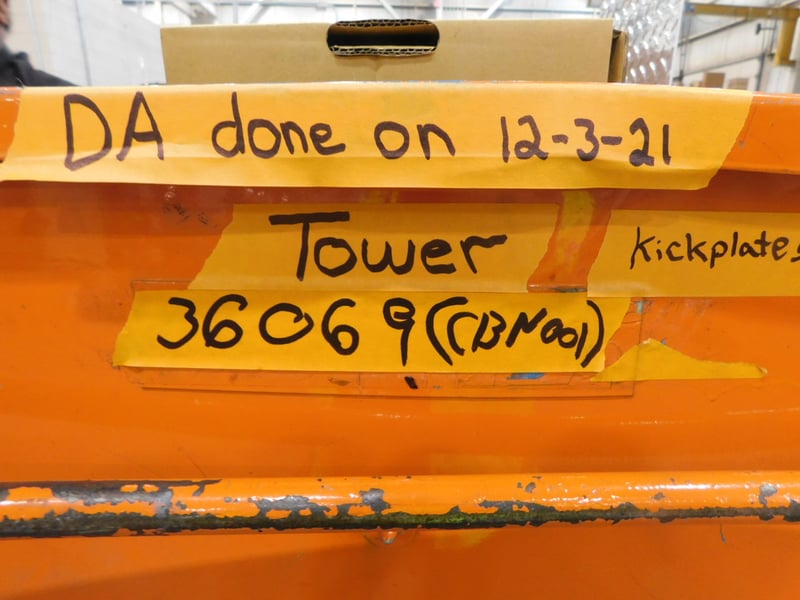 DA done on 12-3-21
Tower
Kickplates
36069 (CBN001)